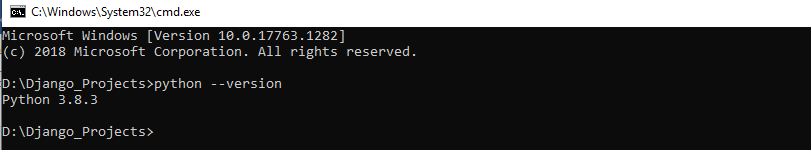 C:\Windows\System32\cmd.exe
Microsoft Windows [Version 10.0.17763.1282]
(c) 2018 Microsoft Corporation. All rights reserved.
D:\Django_Projects>python --version
Python 3.8.3
D:\Django_Projects>